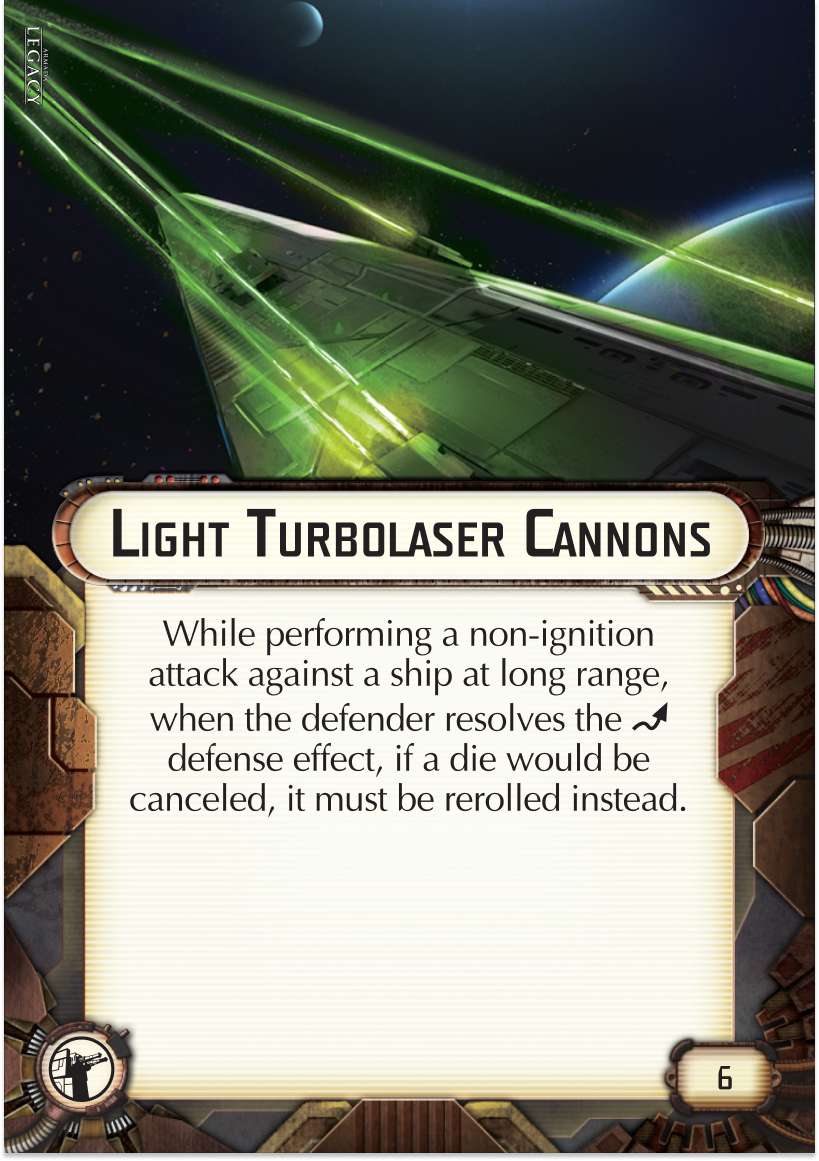 ARMADA
LEGACY
Light Turbolaser Cannons
While performing a non-ignition
attack against a ship at long range,
when the defender resolves the
defense effect, if a die would be
canceled, it must be rerolled instead.
6